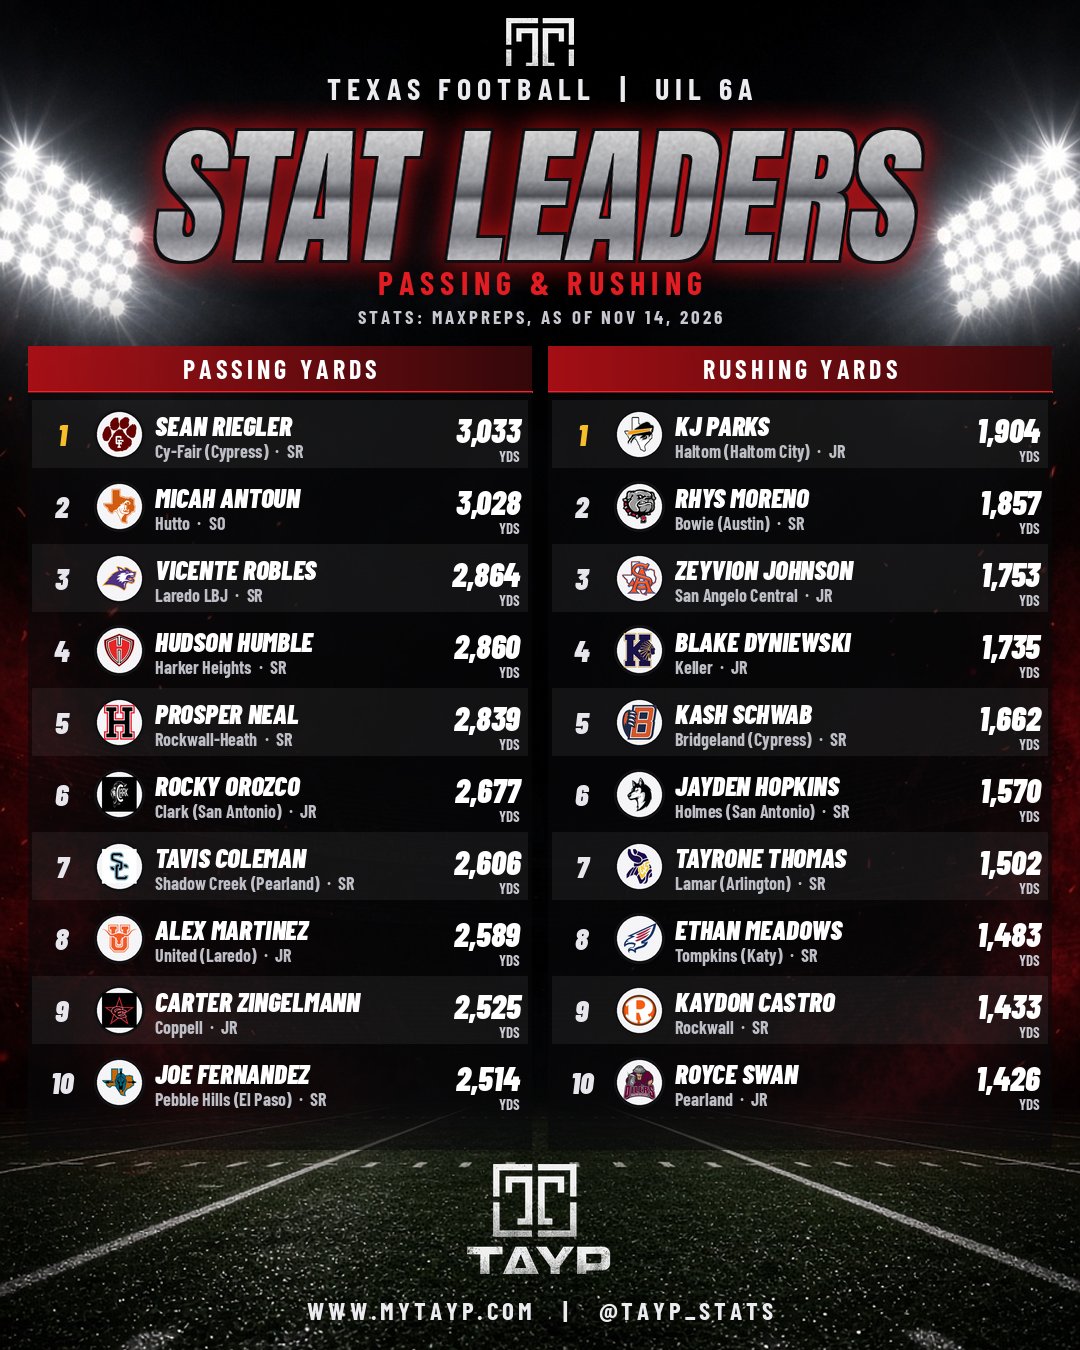 TEXAS FOOTBALL | UIL 6A
STAT LEADERS
PASSING & RUSHING
STATS: MAXPREPS, AS OF NOV 14, 2026
PASSING YARDS
1 SEAN RIEGLER 3,033
Cy-Fair (Cypress) · SR YDS
2 MICAH ANTOUN 3,028
Hutto · SO YDS
3 VICENTE ROBLES 2,864
Laredo LBJ · SR YDS
4 HUDSON HUMBLE 2,860
Harker Heights · SR YDS
5 PROSPER NEAL 2,839
Rockwall-Heath · SR YDS
6 ROCKY OROZCO 2,677
Clark (San Antonio) · JR YDS
7 TAVIS COLEMAN 2,606
Shadow Creek (Pearland) · SR YDS
8 ALEX MARTINEZ 2,589
United (Laredo) · JR YDS
9 CARTER ZINGELMANN 2,525
Coppell · JR YDS
10 JOE FERNANDEZ 2,514
Pebble Hills (El Paso) · SR YDS
RUSHING YARDS
1 KJ PARKS 1,904
Haltom (Haltom City) · JR YDS
2 RHYS MORENO 1,857
Bowie (Austin) · SR YDS
3 ZEYVION JOHNSON 1,753
San Angelo Central · JR YDS
4 BLAKE DYNIEWSKI 1,735
Keller · JR YDS
5 KASH SCHWAB 1,662
Bridgeland (Cypress) · SR YDS
6 JAYDEN HOPKINS 1,570
Holmes (San Antonio) · SR YDS
7 TAYRONE THOMAS 1,502
Lamar (Arlington) · SR YDS
8 ETHAN MEADOWS 1,483
Tompkins (Katy) · SR YDS
9 KAYDON CASTRO 1,433
Rockwall · SR YDS
10 ROYCE SWAN 1,426
Pearland · JR YDS
TAYP
WWW.MYTAYP.COM | @TAYP_STATS